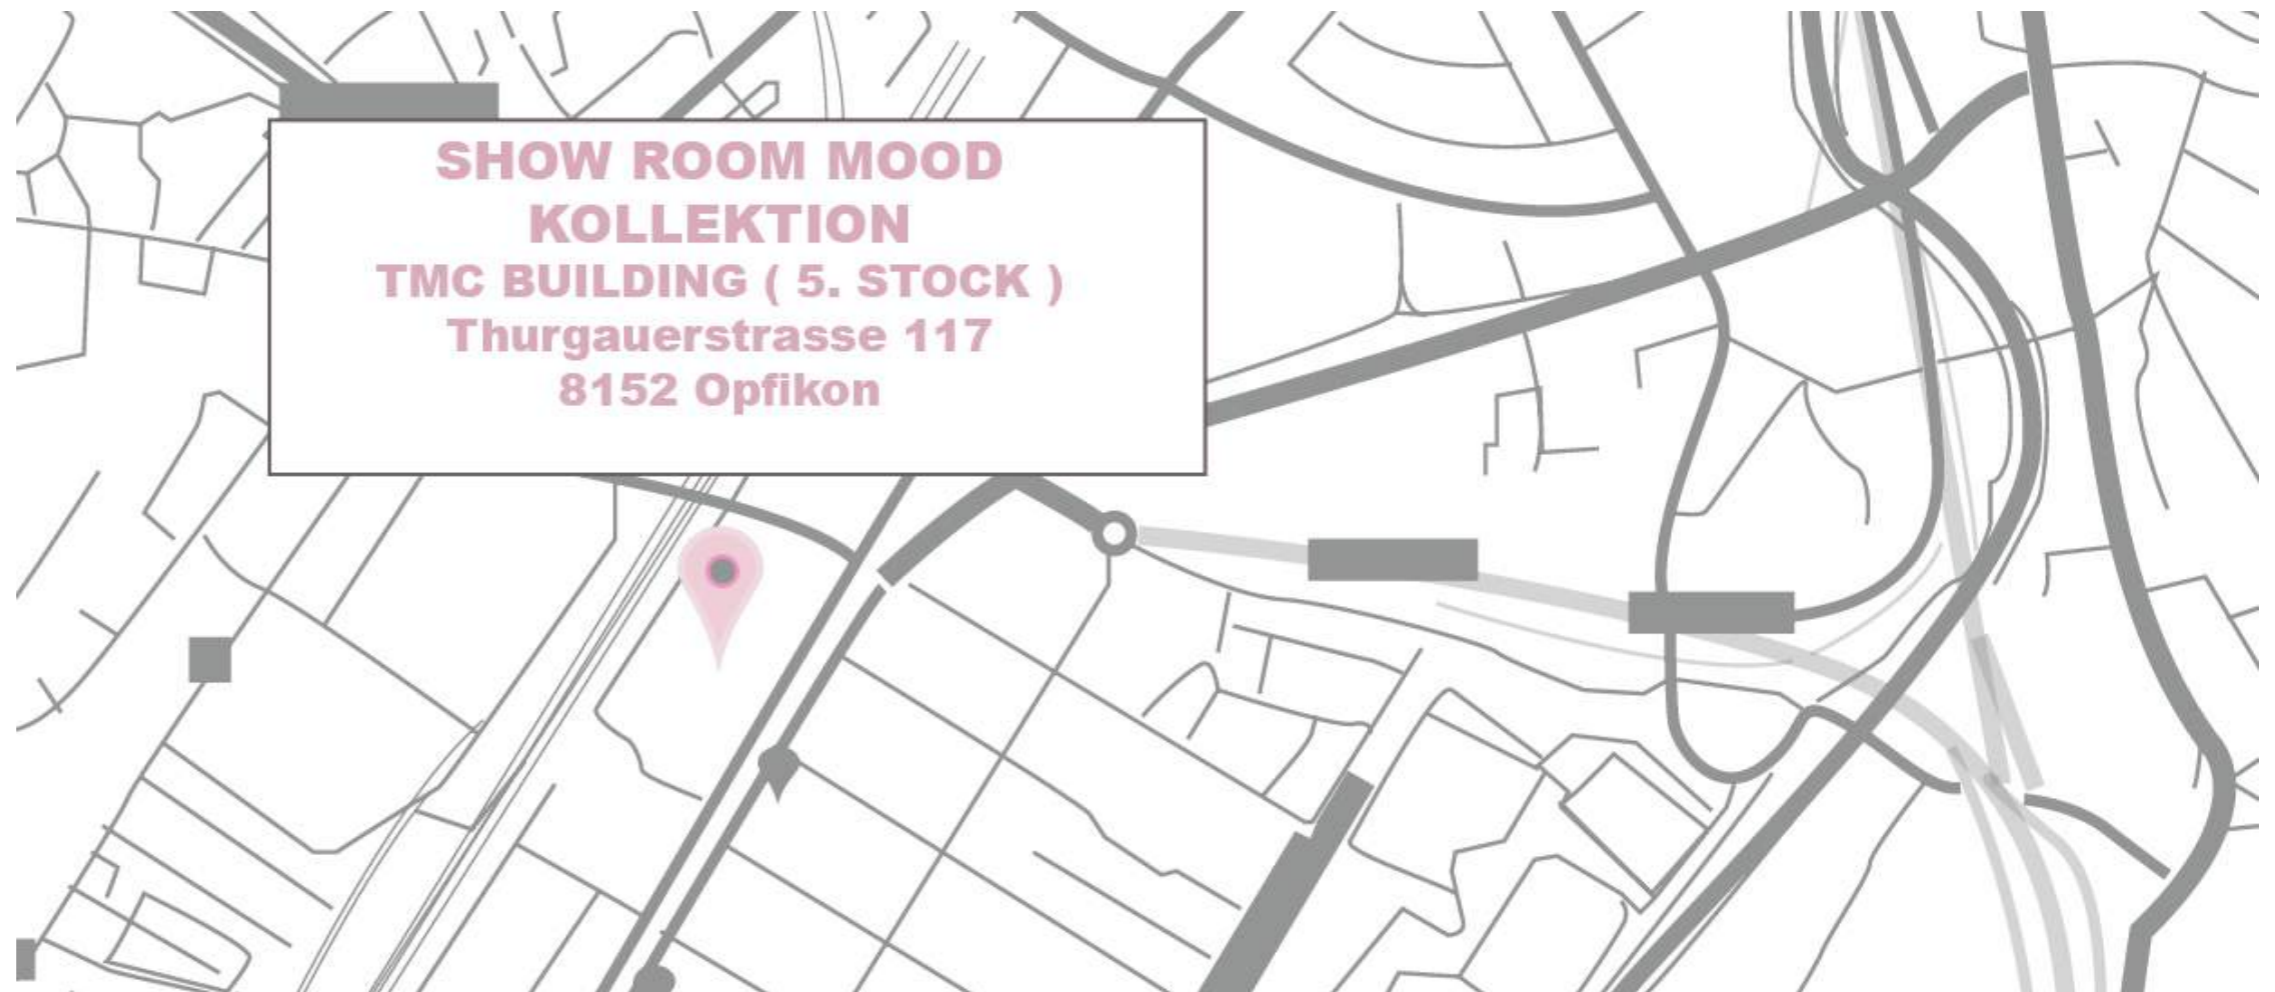 SHOW ROOM MOOD
KOLLEKTION
TMC BUILDING ( 5. STOCK )
Thurgauerstrasse 117
8152 Opfikon